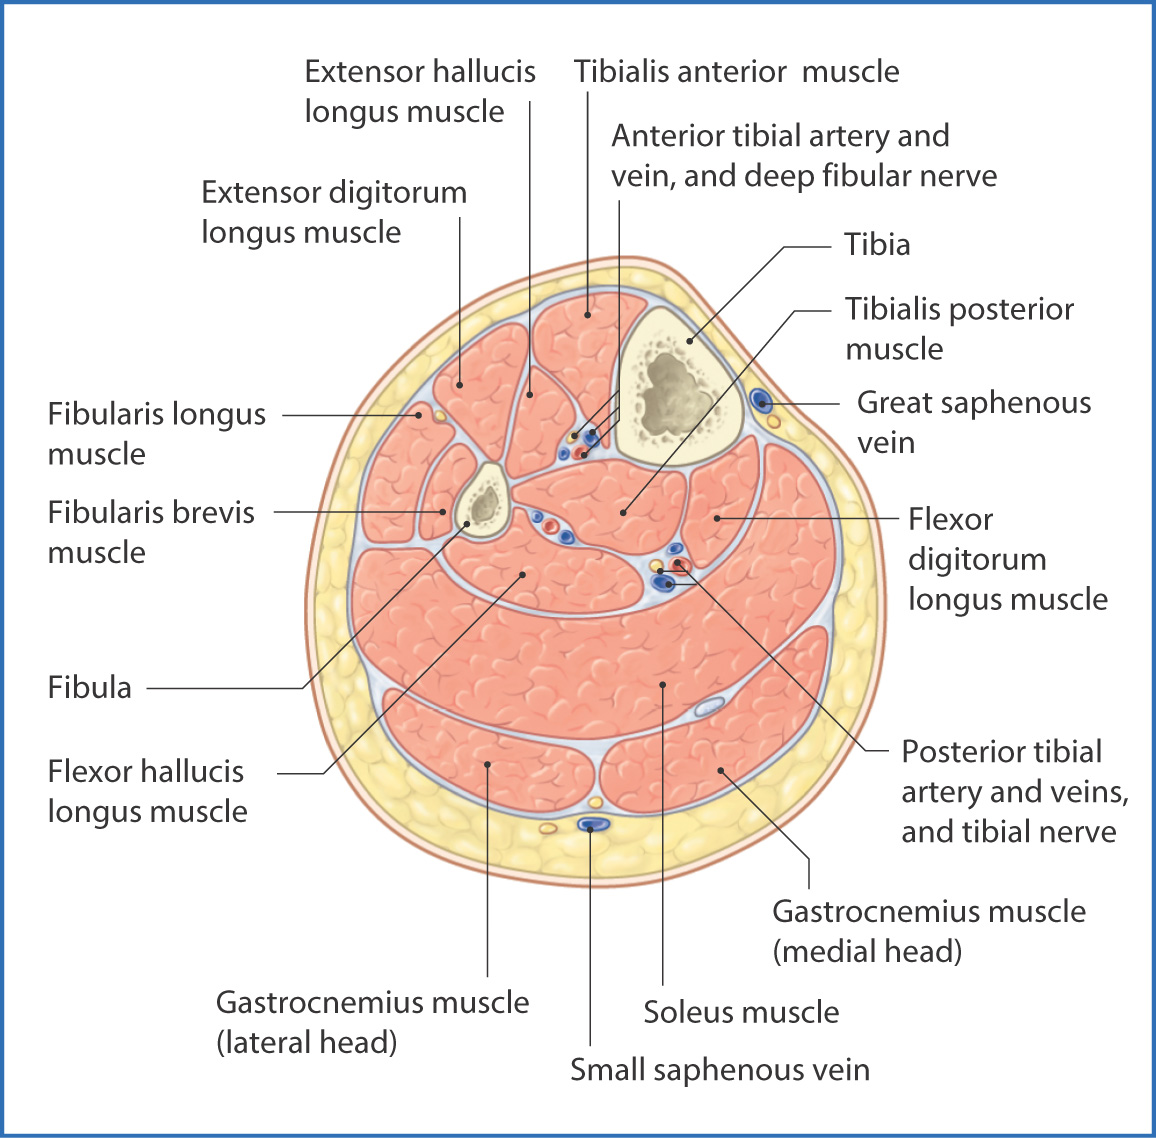 Extensor hallucis
longus muscle
Tibialis anterior muscle
Anterior tibial artery and
vein, and deep fibular nerve
Extensor digitorum
longus muscle
Tibia
Tibialis posterior
muscle
Great saphenous
vein
Fibularis longus
muscle
Fibularis brevis
muscle
Flexor
digitorum
longus muscle
Fibula
Flexor hallucis
longus muscle
Posterior tibial
artery and veins,
and tibial nerve
Gastrocnemius muscle
(medial head)
Gastrocnemius muscle
(lateral head)
Soleus muscle
Small saphenous vein